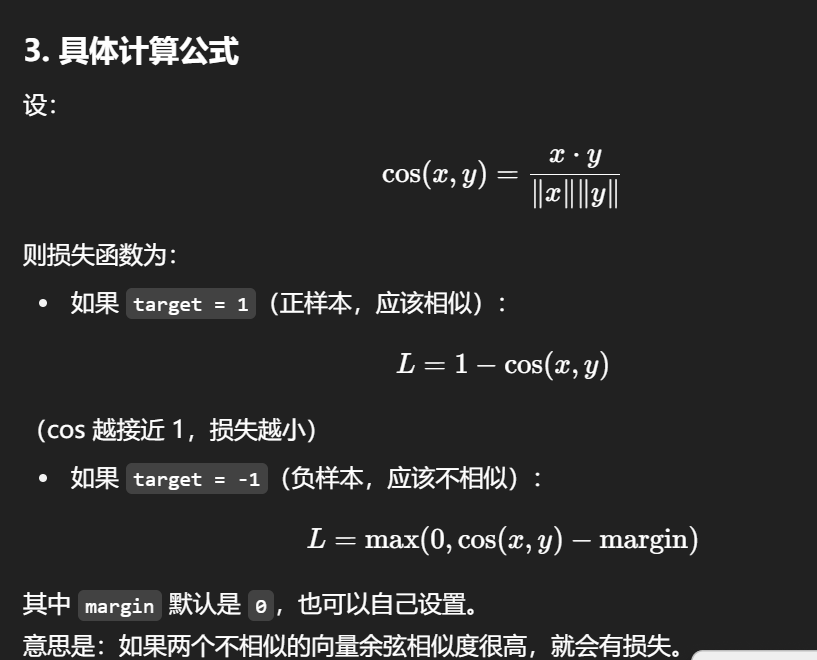 3. 具体计算公式
设：
cos(x, y) = x · y / ‖x‖‖y‖
则损失函数为：
• 如果 target = 1（正样本，应该相似）：
L = 1 − cos(x, y)
（cos 越接近 1，损失越小）
• 如果 target = -1（负样本，应该不相似）：
L = max(0, cos(x, y) − margin)
其中 margin 默认是 0，也可以自己设置。
意思是：如果两个不相似的向量余弦相似度很高，就会有损失。